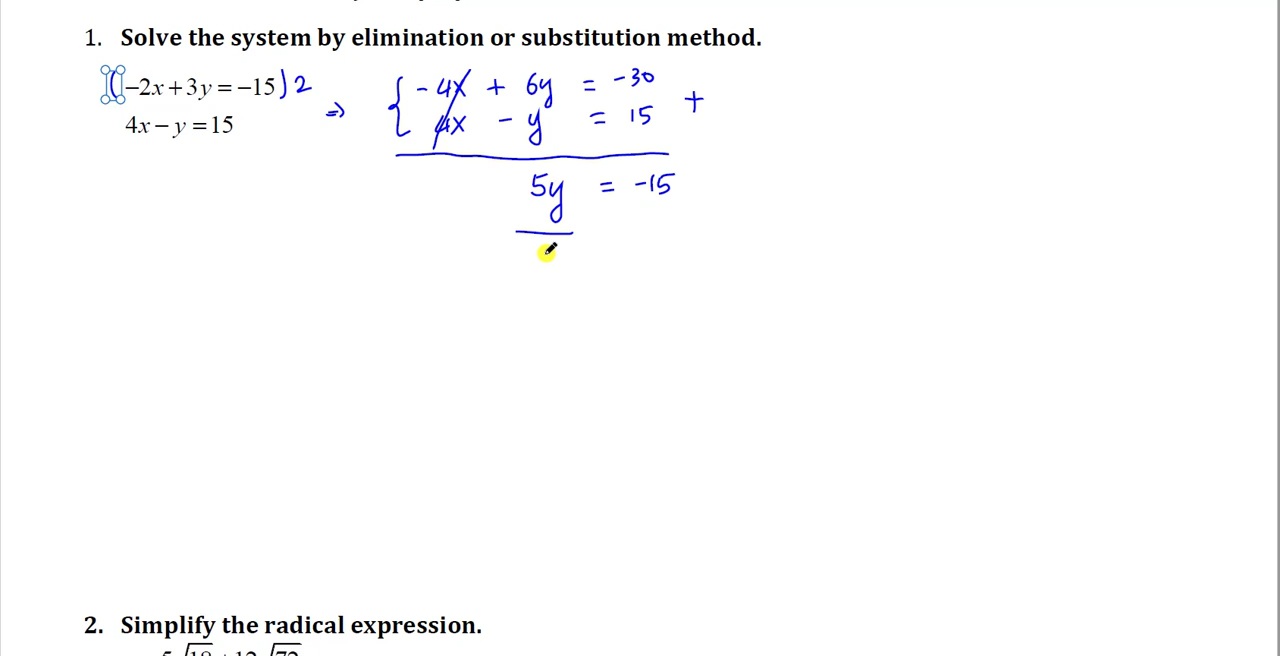 1. Solve the system by elimination or substitution method.
(-2x+3y=-15)2
⇒
{ -4x + 6y = -30
4x - y = 15
+
4x-y=15
5y = -15
2. Simplify the radical expression.